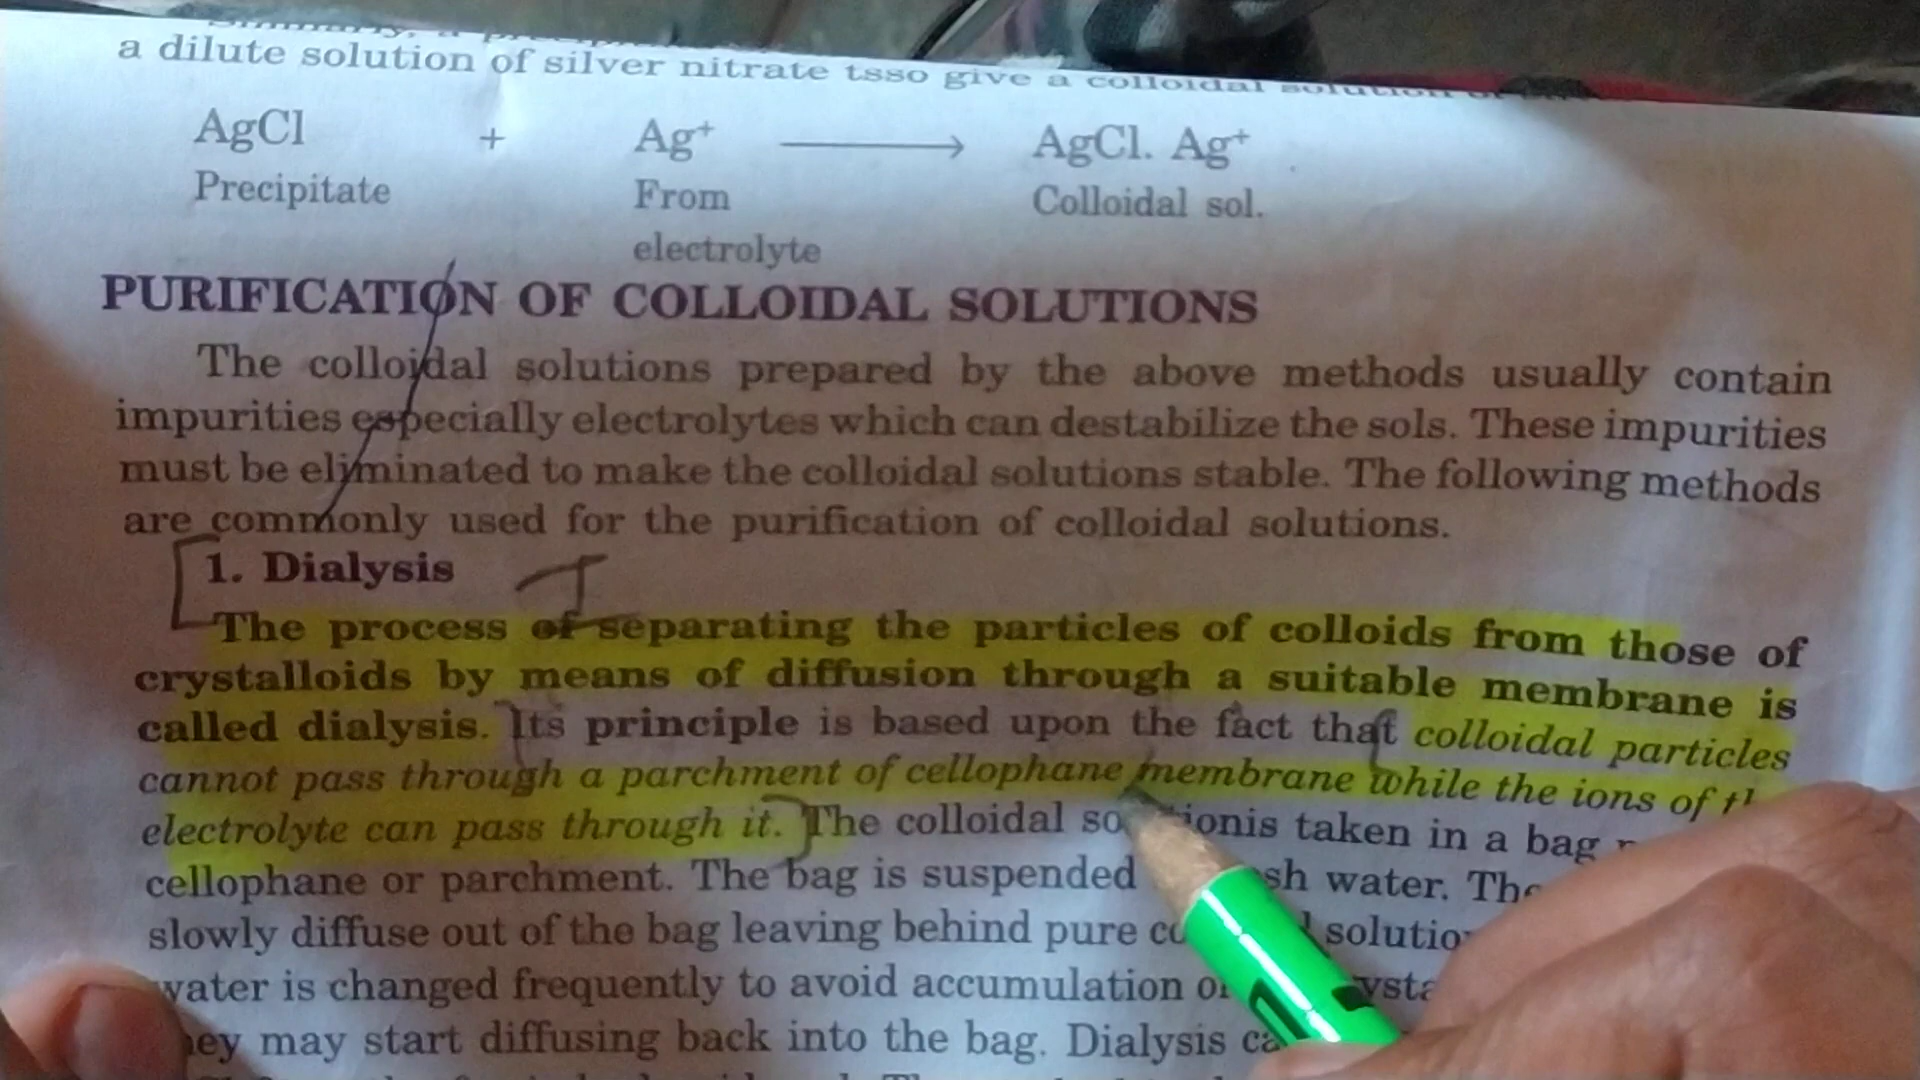 a dilute solution of silver nitrate tsso give a colloidal solution
AgCl + Ag⁺ ⟶ AgCl. Ag⁺
Precipitate From Colloidal sol.
electrolyte
PURIFICATION OF COLLOIDAL SOLUTIONS
The colloidal solutions prepared by the above methods usually contain
impurities especially electrolytes which can destabilize the sols. These impurities
must be eliminated to make the colloidal solutions stable. The following methods
are commonly used for the purification of colloidal solutions.
1. Dialysis
The process of separating the particles of colloids from those of
crystalloids by means of diffusion through a suitable membrane is
called dialysis. Its principle is based upon the fact that colloidal particles
cannot pass through a parchment of cellophane membrane while the ions of
electrolyte can pass through it. The colloidal taken in a bag
cellophane or parchment. The bag is suspended water.
slowly diffuse out of the bag leaving behind pure
water is changed frequently to avoid accumulation
may start diffusing back into the bag. Dialysis